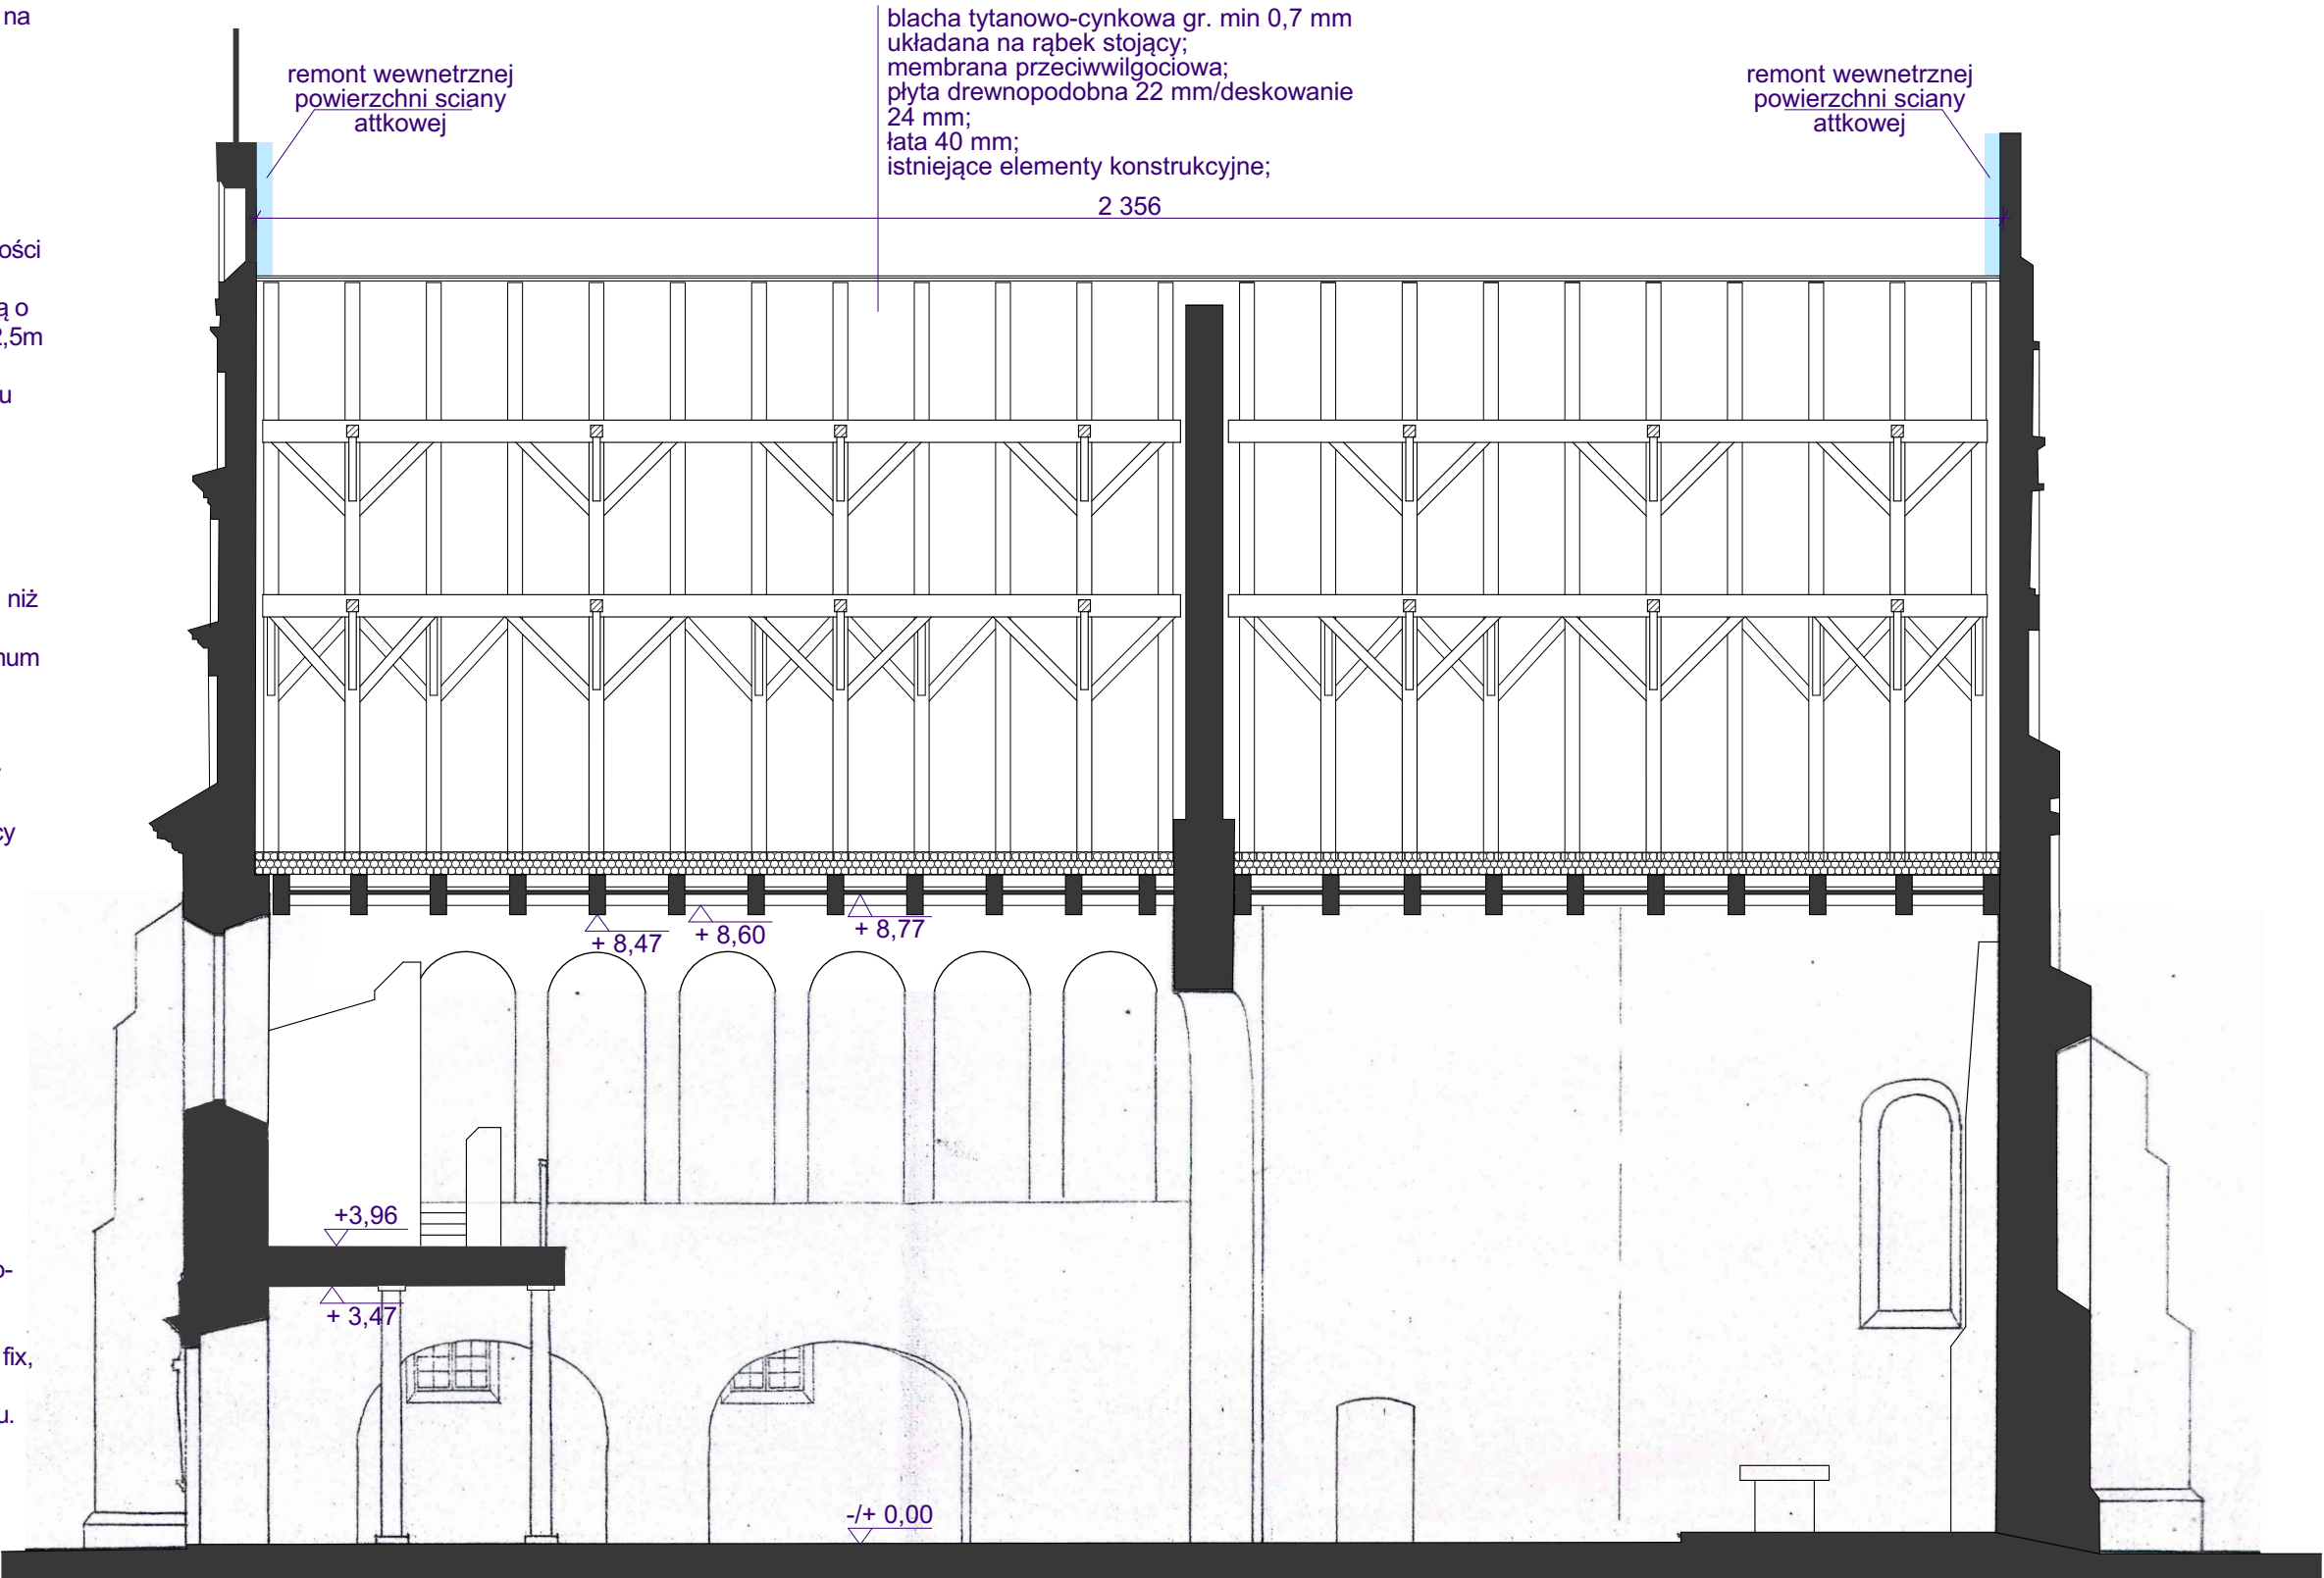 na
ości
ą o
2,5m
u
niż
num
cy
o-
fix,
u.
remont wewnetrznej
powierzchni sciany
attkowej
blacha tytanowo-cynkowa gr. min 0,7 mm
układana na rąbek stojący;
membrana przeciwwilgociowa;
płyta drewnopodobna 22 mm/deskowanie
24 mm;
łata 40 mm;
istniejące elementy konstrukcyjne;
remont wewnetrznej
powierzchni sciany
attkowej
2 356
+ 8,47
+ 8,60
+ 8,77
+3,96
+ 3,47
-/+ 0,00